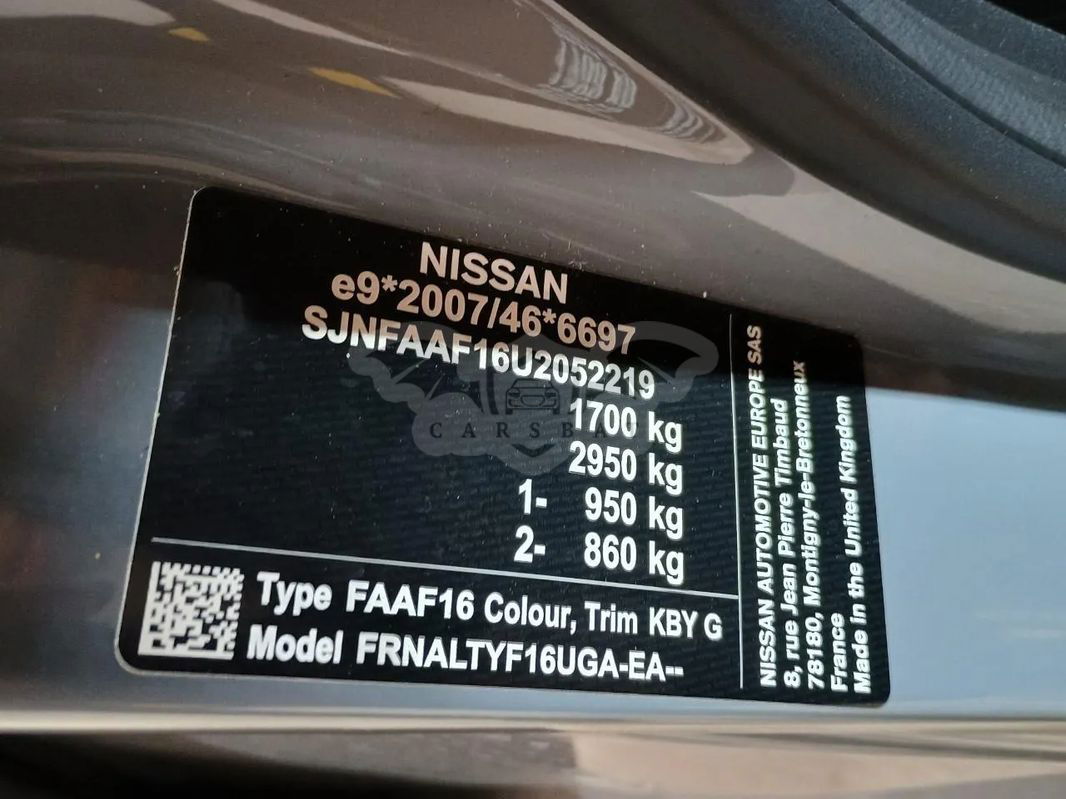 NISSAN
e9*2007/46*6697
SJNFAAF16U2052219
1700 kg
2950 kg
1- 950 kg
2- 860 kg
Type FAAF16 Colour, Trim KBY G
Model FRNALTYF16UGA-EA--
NISSAN AUTOMOTIVE EUROPE SAS
8, rue Jean Pierre Timbaud
78180, Montigny-le-Bretonneux
France
Made in the United Kingdom